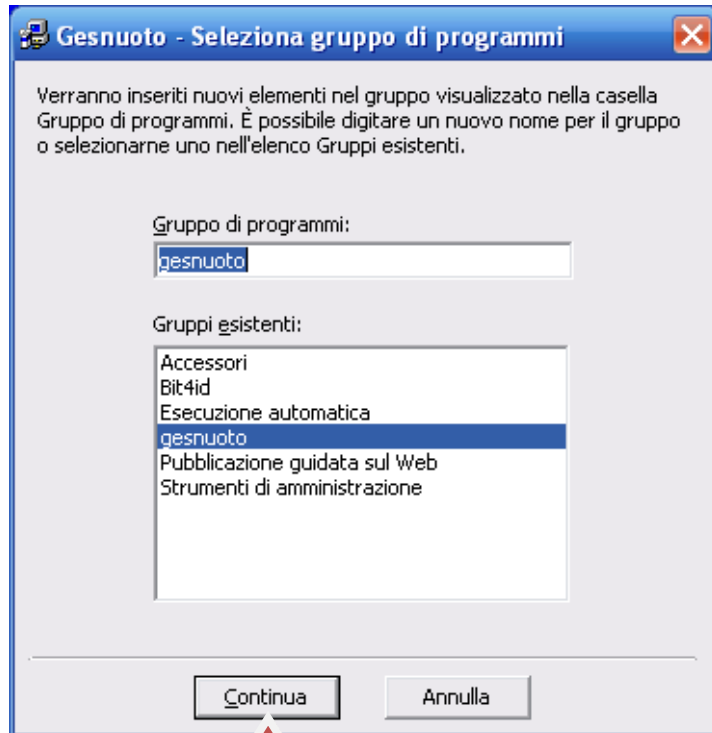 Gesnuoto - Seleziona gruppo di programmi
Verranno inseriti nuovi elementi nel gruppo visualizzato nella casella
Gruppo di programmi. È possibile digitare un nuovo nome per il gruppo
o selezionarne uno nell'elenco Gruppi esistenti.
Gruppo di programmi:
gesnuoto
Gruppi esistenti:
Accessori
Bit4id
Esecuzione automatica
gesnuoto
Pubblicazione guidata sul Web
Strumenti di amministrazione
Continua Annulla